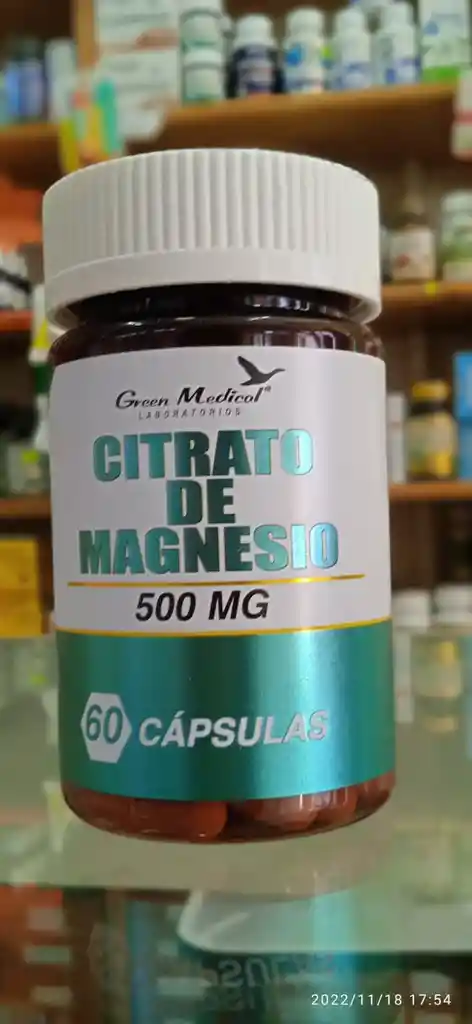 Green Medical®
LABORATORIOS
CITRATO
DE
MAGNESIO
500 MG
60 CÁPSULAS
2022/11/18 17:54